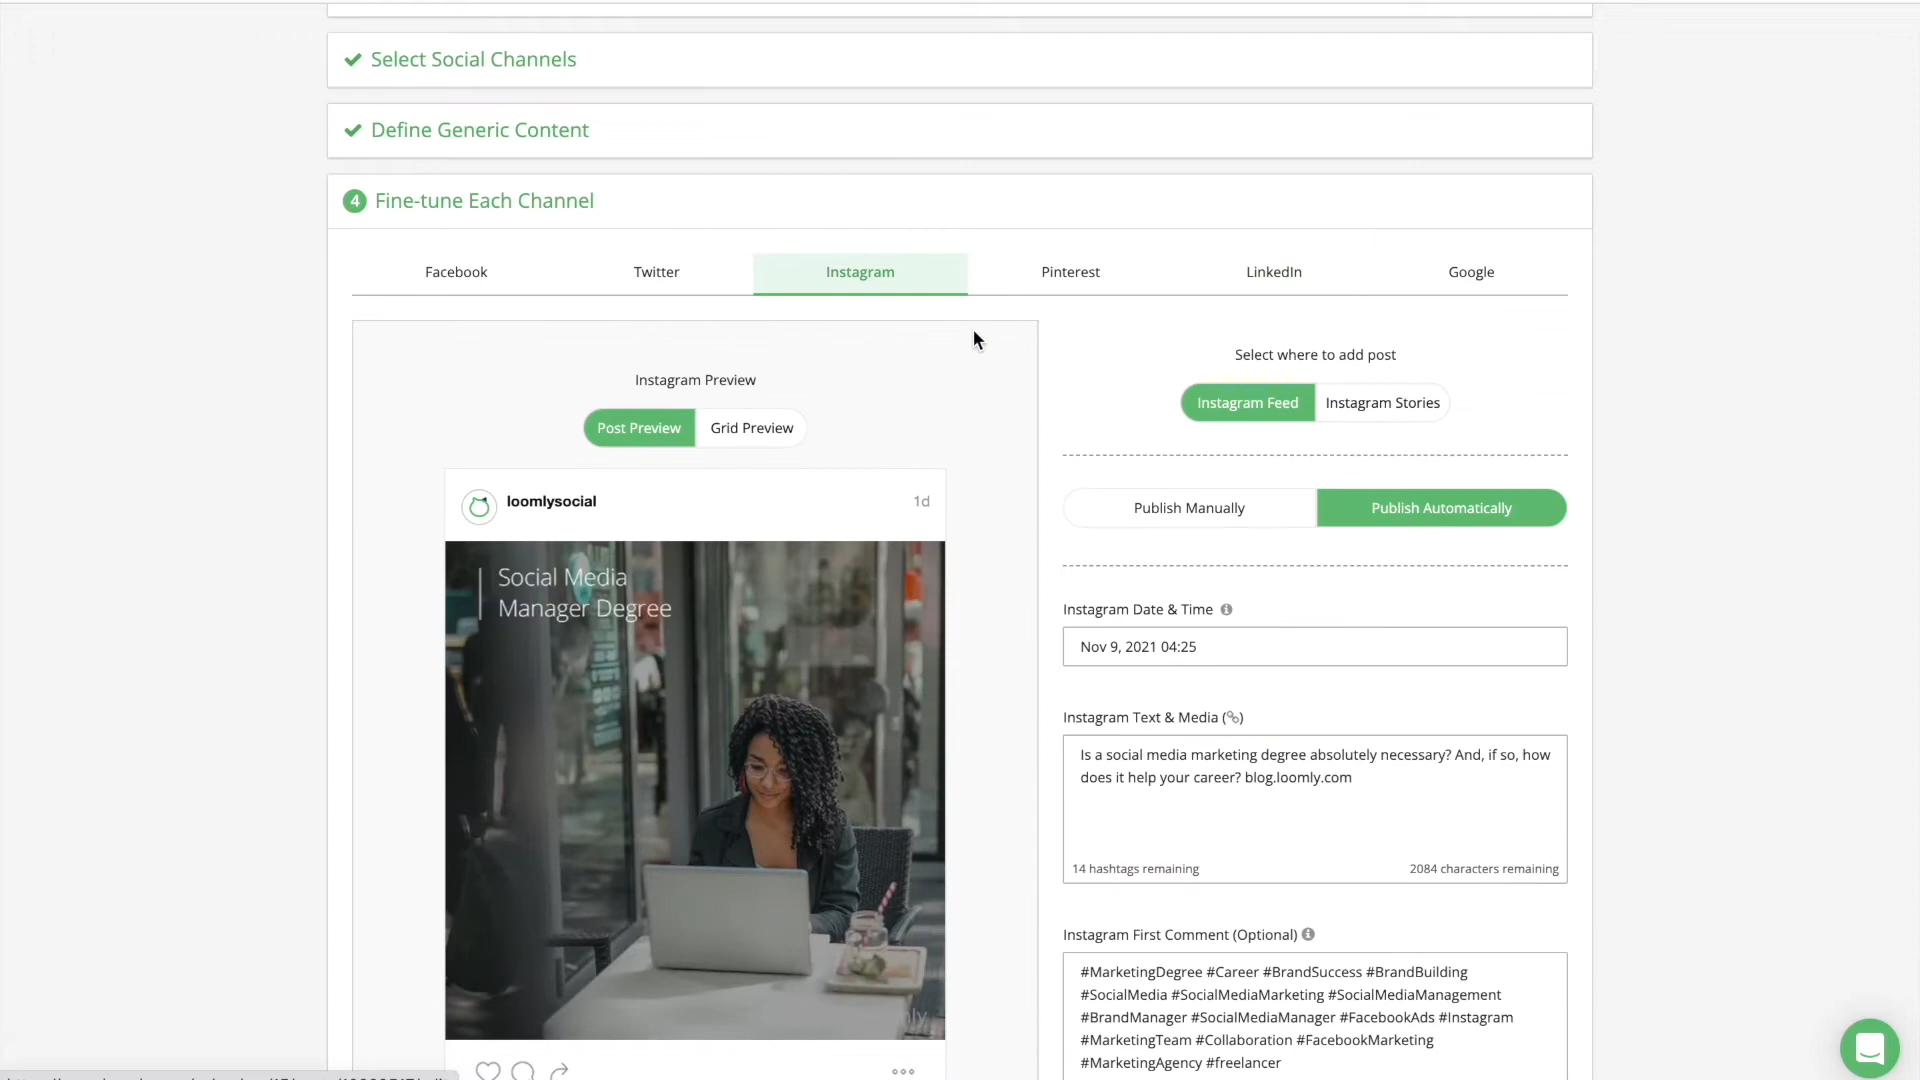 Select Social Channels
Define Generic Content
4 Fine-tune Each Channel
Facebook
Twitter
Instagram
Pinterest
LinkedIn
Google
Instagram Preview
Post Preview
Grid Preview
loomlysocial
1d
Social Media
Manager Degree
Select where to add post
Instagram Feed
Instagram Stories
Publish Manually
Publish Automatically
Instagram Date & Time
Nov 9, 2021 04:25
Instagram Text & Media
Is a social media marketing degree absolutely necessary? And, if so, how
does it help your career? blog.loomly.com
14 hashtags remaining
2084 characters remaining
Instagram First Comment (Optional)
#MarketingDegree #Career #BrandSuccess #BrandBuilding
#SocialMedia #SocialMediaMarketing #SocialMediaManagement
#BrandManager #SocialMediaManager #FacebookAds #Instagram
#MarketingTeam #Collaboration #FacebookMarketing
#MarketingAgency #freelancer